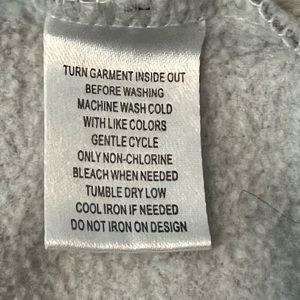 TURN GARMENT INSIDE OUT
BEFORE WASHING
MACHINE WASH COLD
WITH LIKE COLORS
GENTLE CYCLE
ONLY NON-CHLORINE
BLEACH WHEN NEEDED
TUMBLE DRY LOW
COOL IRON IF NEEDED
DO NOT IRON ON DESIGN